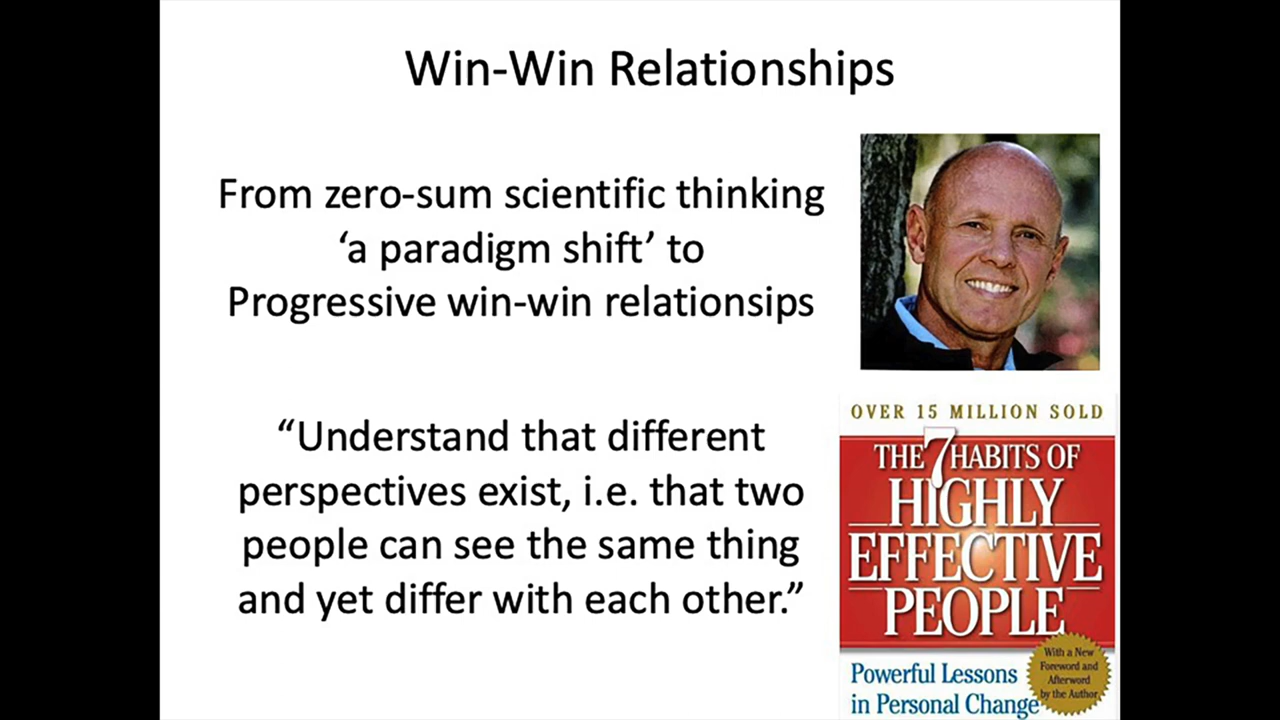 Win-Win Relationships
From zero-sum scientific thinking
‘a paradigm shift’ to
Progressive win-win relationsips
“Understand that different
perspectives exist, i.e. that two
people can see the same thing
and yet differ with each other.”
OVER 15 MILLION SOLD
THE 7 HABITS OF
HIGHLY
EFFECTIVE
PEOPLE
Powerful Lessons
in Personal Change
With a New
Foreword and
Afterword
by the Author